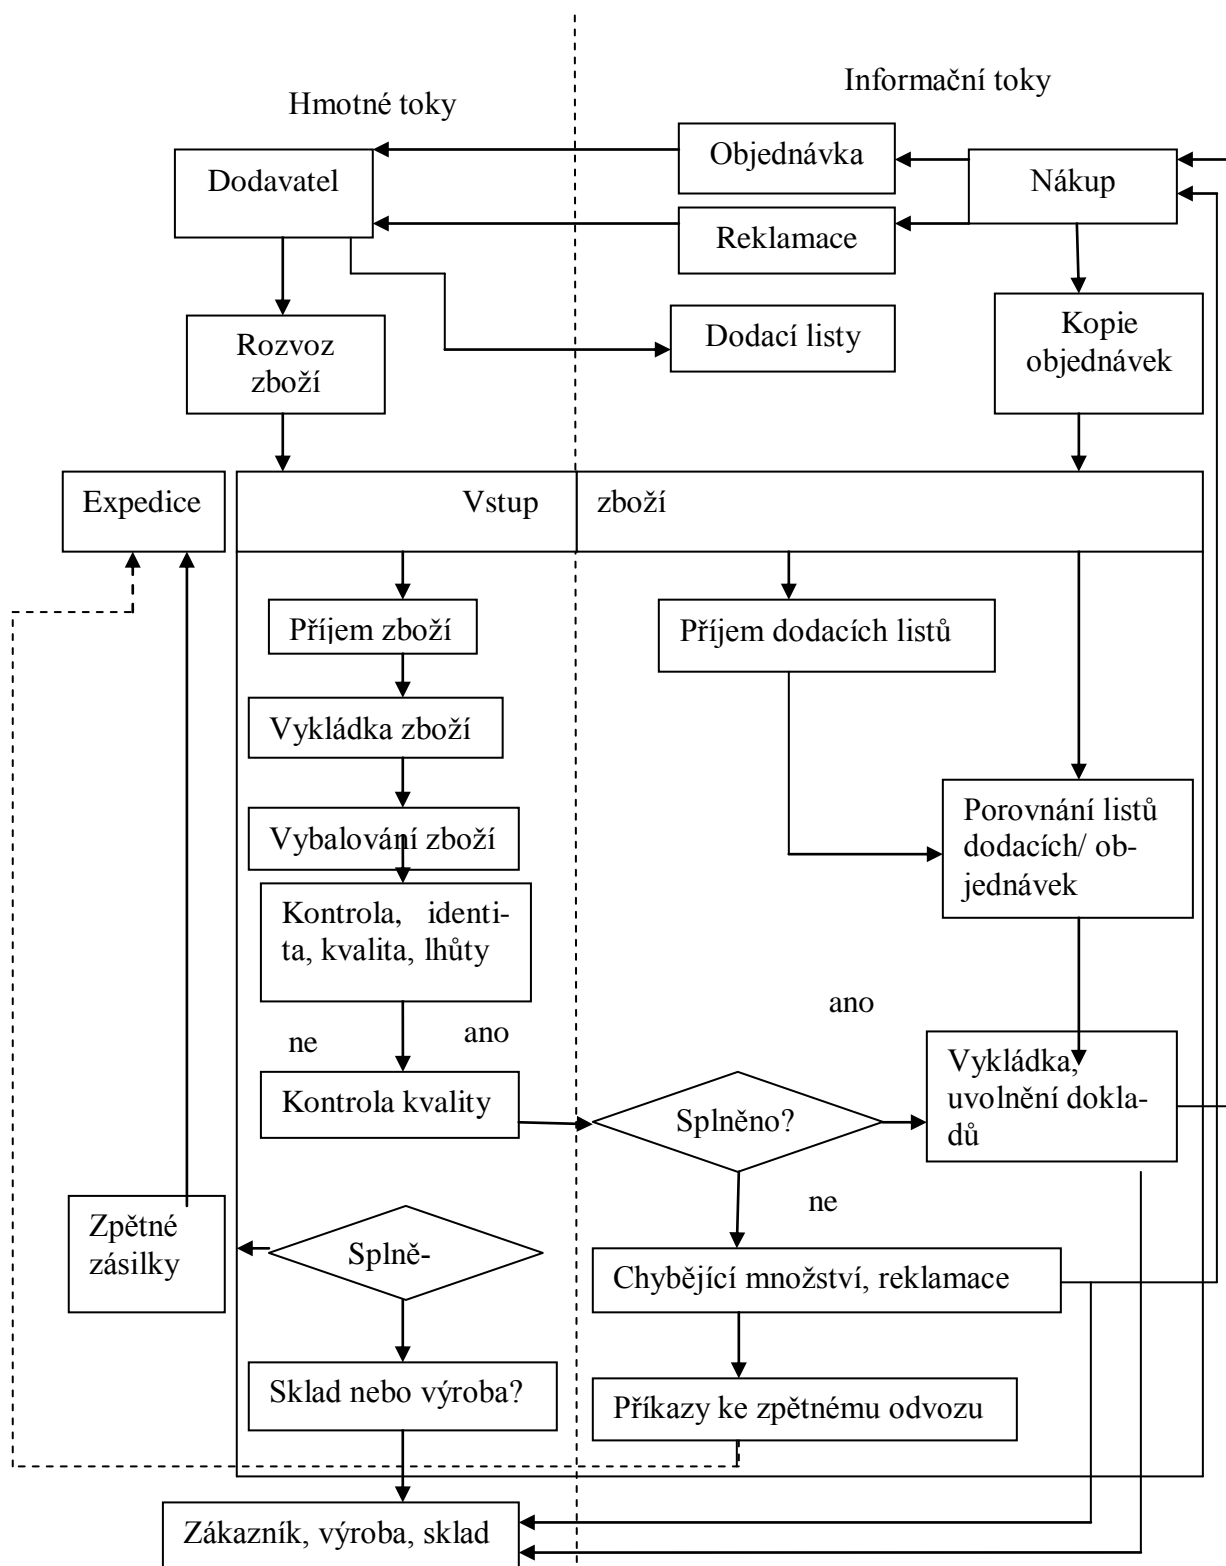 Informační toky
Hmotné toky
Objednávka
Dodavatel
Nákup
Reklamace
Dodací listy
Kopie
objednávek
Rozvoz
zboží
Expedice
Vstup zboží
Příjem zboží
Příjem dodacích listů
Vykládka zboží
Vybalování zboží
Porovnání listů
dodacích/ ob-
jednávek
Kontrola, identi-
ta, kvalita, lhůty
ano
ne
ano
Vykládka,
uvolnění dokla-
dů
Kontrola kvality
Splněno?
ne
Zpětné
zásilky
Splně-
Chybějící množství, reklamace
Sklad nebo výroba?
Příkazy ke zpětnému odvozu
Zákazník, výroba, sklad